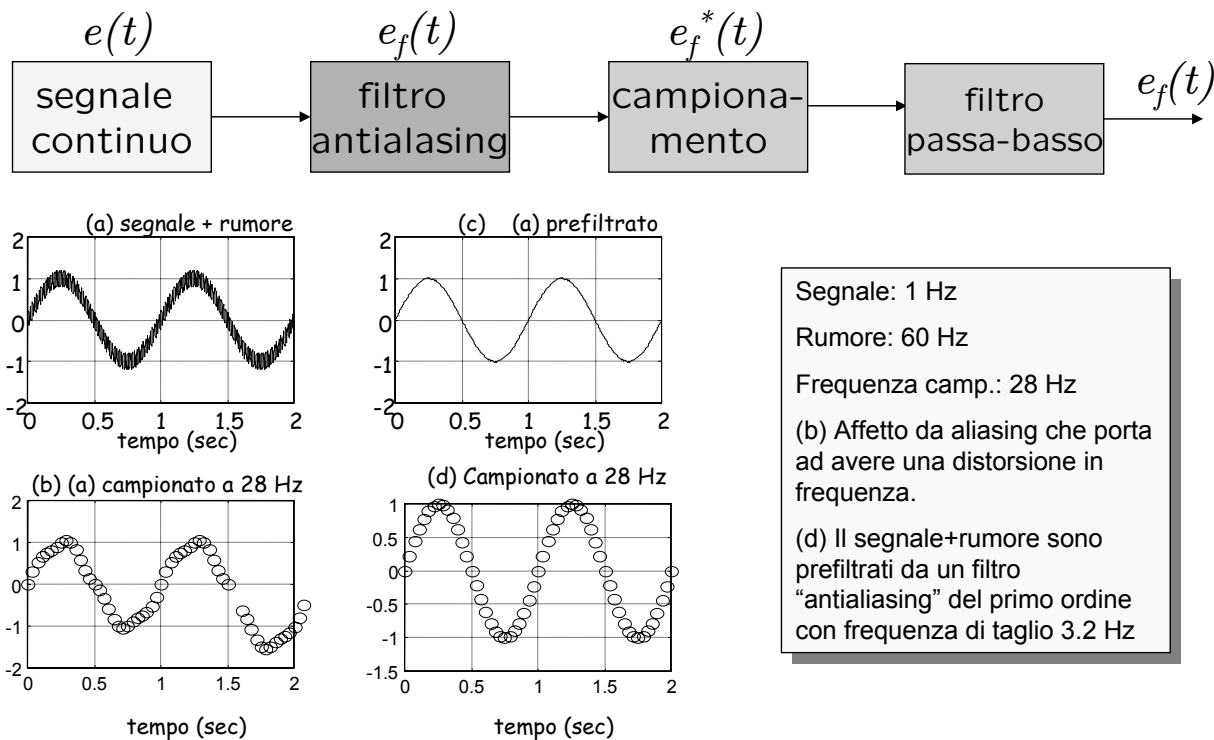 e(t)
e_f(t)
e_f^*(t)
e_f(t)
segnale
continuo
filtro
antialasing
campiona-
mento
filtro
passa-basso
(a) segnale + rumore
2
1
0
-1
-2
0 0.5 1 1.5 2
tempo (sec)
(c) (a) prefiltrato
2
1
0
-1
-2
0 0.5 1 1.5 2
tempo (sec)
(b) (a) campionato a 28 Hz
2
1
0
-1
-2
0 0.5 1 1.5 2
tempo (sec)
(d) Campionato a 28 Hz
1
0.5
0
-0.5
-1
-1.5
0 0.5 1 1.5 2
tempo (sec)
Segnale: 1 Hz
Rumore: 60 Hz
Frequenza camp.: 28 Hz
(b) Affetto da aliasing che porta
ad avere una distorsione in
frequenza.
(d) Il segnale+rumore sono
prefiltrati da un filtro
“antialiasing” del primo ordine
con frequenza di taglio 3.2 Hz